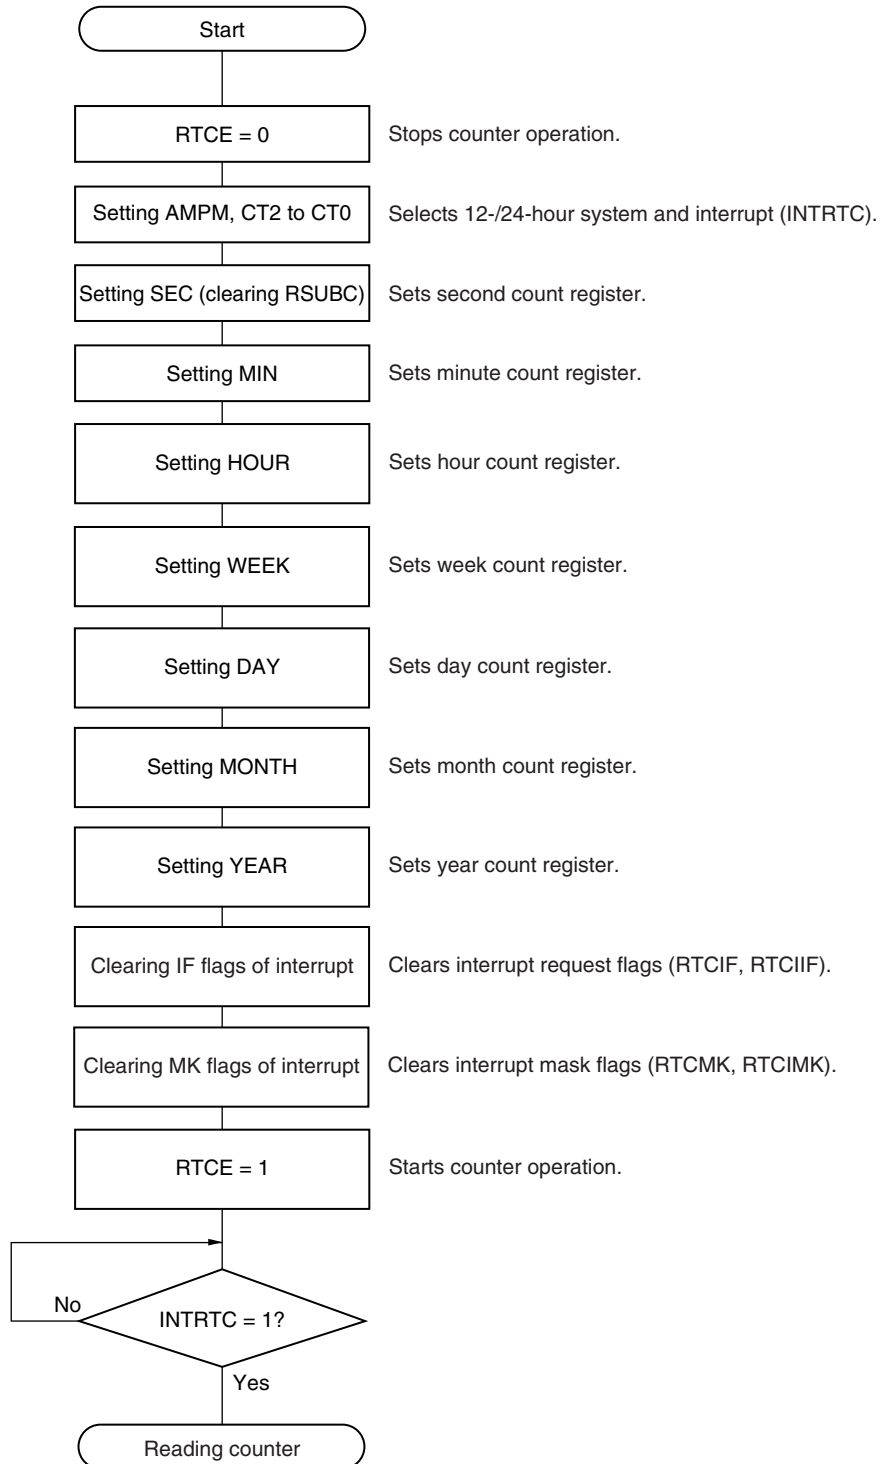 Start
RTCE = 0
Stops counter operation.
Setting AMPM, CT2 to CT0
Selects 12-/24-hour system and interrupt (INTRTC).
Setting SEC (clearing RSUBC)
Sets second count register.
Setting MIN
Sets minute count register.
Setting HOUR
Sets hour count register.
Setting WEEK
Sets week count register.
Setting DAY
Sets day count register.
Setting MONTH
Sets month count register.
Setting YEAR
Sets year count register.
Clearing IF flags of interrupt
Clears interrupt request flags (RTCIF, RTCIIF).
Clearing MK flags of interrupt
Clears interrupt mask flags (RTCMK, RTCIMK).
RTCE = 1
Starts counter operation.
No
INTRTC = 1?
Yes
Reading counter